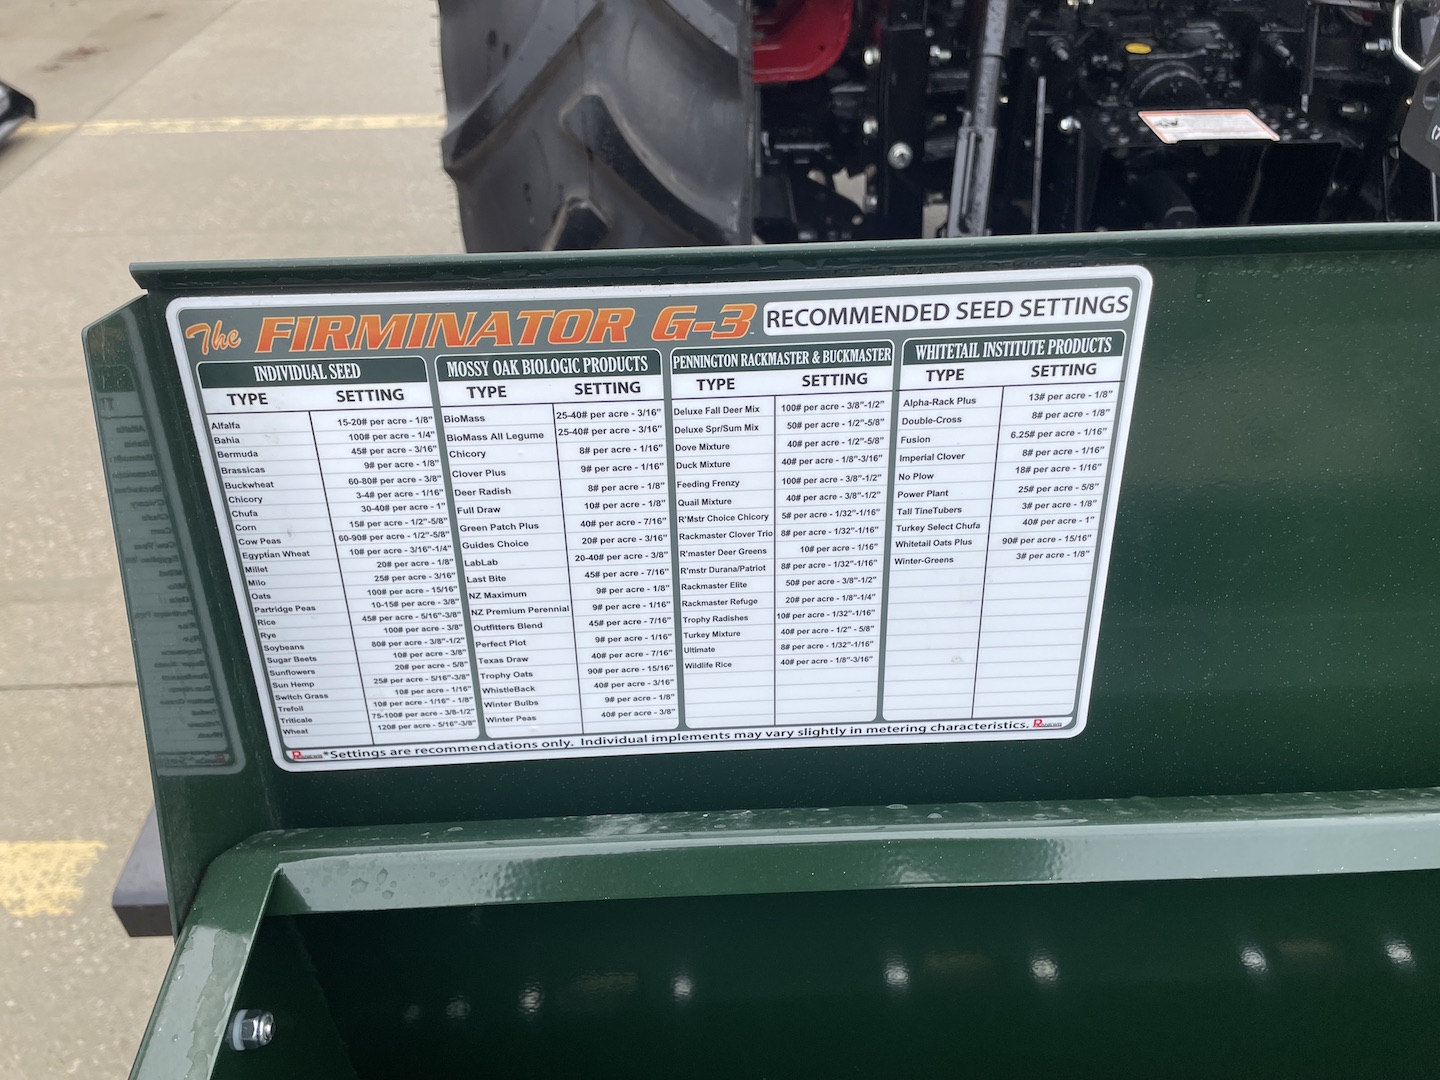 The FIRMINATOR G-3 RECOMMENDED SEED SETTINGS
INDIVIDUAL SEED
TYPE SETTING
Alfalfa 15-20# per acre - 1/8"
Bahia 100# per acre - 1/4"
Bermuda 45# per acre - 3/16"
Brassicas 9# per acre - 1/8"
Buckwheat 60-80# per acre - 3/8"
Chicory 3-4# per acre - 1/16"
Chufa 30-40# per acre - 1"
Corn 15# per acre - 1/2"-5/8"
Cow Peas 60-90# per acre - 1/2"-5/8"
Egyptian Wheat 10# per acre - 3/16"-1/4"
Millet 20# per acre - 1/8"
Milo 25# per acre - 3/16"
Oats 100# per acre - 15/16"
Partridge Peas 10-15# per acre - 3/8"
Rice 45# per acre - 5/16"-3/8"
Rye 100# per acre - 3/8"
Soybeans 80# per acre - 3/8"-1/2"
Sugar Beets 10# per acre - 3/8"
Sunflowers 20# per acre - 5/8"
Sun Hemp 25# per acre - 5/16"-3/8"
Switch Grass 10# per acre - 1/16"
Trefoil 10# per acre - 1/16" - 1/8"
Triticale 75-100# per acre - 3/8-1/2"
Wheat 120# per acre - 5/16"-3/8"
MOSSY OAK BIOLOGIC PRODUCTS
TYPE SETTING
BioMass 25-40# per acre - 3/16"
BioMass All Legume 25-40# per acre - 3/16"
Chicory 8# per acre - 1/16"
Clover Plus 9# per acre - 1/16"
Deer Radish 8# per acre - 1/8"
Full Draw 10# per acre - 1/8"
Green Patch Plus 40# per acre - 7/16"
Guides Choice 20# per acre - 3/16"
LabLab 20-40# per acre - 3/8"
Last Bite 45# per acre - 7/16"
NZ Maximum 9# per acre - 1/8"
NZ Premium Perennial 9# per acre - 1/16"
Outfitters Blend 45# per acre - 7/16"
Perfect Plot 9# per acre - 1/16"
Texas Draw 40# per acre - 7/16"
Trophy Oats 90# per acre - 15/16"
WhistleBack 40# per acre - 3/16"
Winter Bulbs 9# per acre - 1/8"
Winter Peas 40# per acre - 3/8"
PENNINGTON RACKMASTER & BUCKMASTER
TYPE SETTING
Deluxe Fall Deer Mix 100# per acre - 3/8"-1/2"
Deluxe Spr/Sum Mix 50# per acre - 1/2"-5/8"
Dove Mixture 40# per acre - 1/2"-5/8"
Duck Mixture 40# per acre - 1/8"-3/16"
Feeding Frenzy 100# per acre - 3/8"-1/2"
Quail Mixture 40# per acre - 3/8"-1/2"
R'Mstr Choice Chicory 5# per acre - 1/32"-1/16"
Rackmaster Clover Trio 8# per acre - 1/32"-1/16"
R'master Deer Greens 10# per acre - 1/16"
R'mstr Durana/Patriot 8# per acre - 1/32"-1/16"
Rackmaster Elite 50# per acre - 3/8"-1/2"
Rackmaster Refuge 20# per acre - 1/8"-1/4"
Trophy Radishes 10# per acre - 1/32"-1/16"
Turkey Mixture 40# per acre - 1/2" - 5/8"
Ultimate 8# per acre - 1/32"-1/16"
Wildlife Rice 40# per acre - 1/8"-3/16"
WHITETAIL INSTITUTE PRODUCTS
TYPE SETTING
Alpha-Rack Plus 13# per acre - 1/8"
Double-Cross 8# per acre - 1/8"
Fusion 6.25# per acre - 1/16"
Imperial Clover 8# per acre - 1/16"
No Plow 18# per acre - 1/16"
Power Plant 25# per acre - 5/8"
Tall TineTubers 3# per acre - 1/8"
Turkey Select Chufa 40# per acre - 1"
Whitetail Oats Plus 90# per acre - 15/16"
Winter-Greens 3# per acre - 1/8"
*Settings are recommendations only. Individual implements may vary slightly in metering characteristics.